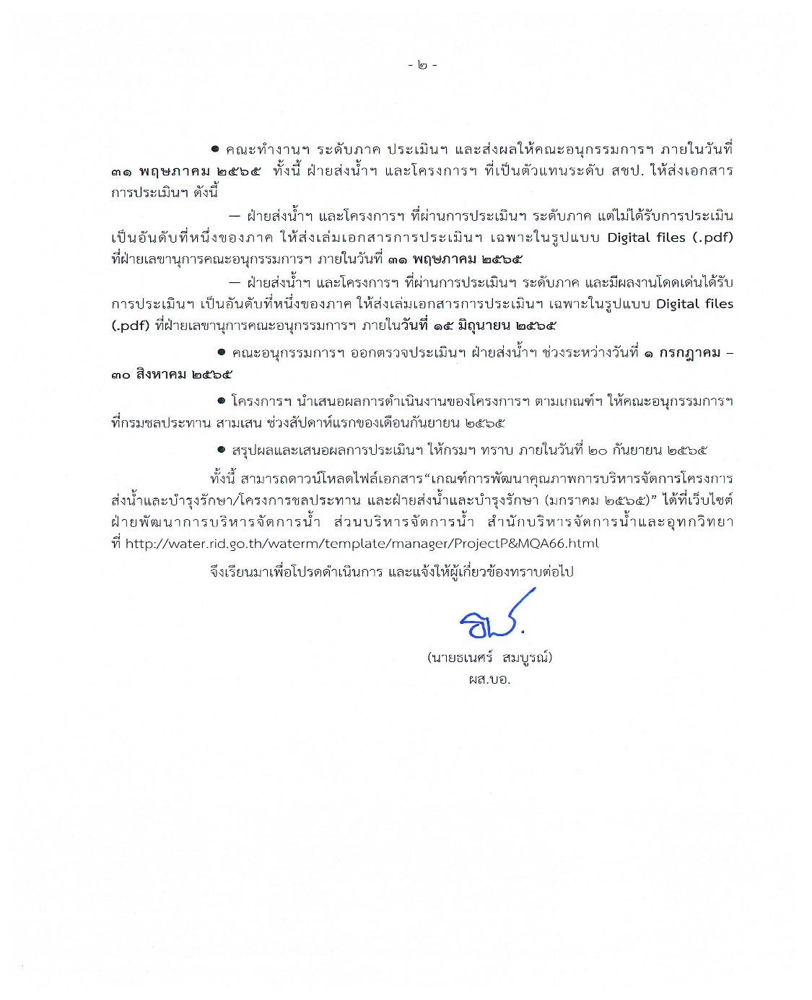 - ๒ -
● คณะทำงานฯ ระดับภาค ประเมินฯ และส่งผลให้คณะอนุกรรมการฯ ภายในวันที่
๓๑ พฤษภาคม ๒๕๖๕ ทั้งนี้ ฝ่ายส่งน้ำฯ และโครงการฯ ที่เป็นตัวแทนระดับ สชป. ให้ส่งเอกสาร
การประเมินฯ ดังนี้
— ฝ่ายส่งน้ำฯ และโครงการฯ ที่ผ่านการประเมินฯ ระดับภาค แต่ไม่ได้รับการประเมิน
เป็นอันดับที่หนึ่งของภาค ให้ส่งเล่มเอกสารการประเมินฯ เฉพาะในรูปแบบ Digital files (.pdf)
ที่ฝ่ายเลขานุการคณะอนุกรรมการฯ ภายในวันที่ ๓๑ พฤษภาคม ๒๕๖๕
— ฝ่ายส่งน้ำฯ และโครงการฯ ที่ผ่านการประเมินฯ ระดับภาค และมีผลงานโดดเด่นได้รับ
การประเมินฯ เป็นอันดับที่หนึ่งของภาค ให้ส่งเล่มเอกสารการประเมินฯ เฉพาะในรูปแบบ Digital files
(.pdf) ที่ฝ่ายเลขานุการคณะอนุกรรมการฯ ภายในวันที่ ๑๕ มิถุนายน ๒๕๖๕
● คณะอนุกรรมการฯ ออกตรวจประเมินฯ ฝ่ายส่งน้ำฯ ช่วงระหว่างวันที่ ๑ กรกฎาคม –
๓๐ สิงหาคม ๒๕๖๕
● โครงการฯ นำเสนอผลการดำเนินงานของโครงการฯ ตามเกณฑ์ฯ ให้คณะอนุกรรมการฯ
ที่กรมชลประทาน สามเสน ช่วงสัปดาห์แรกของเดือนกันยายน ๒๕๖๕
● สรุปผลและเสนอผลการประเมินฯ ให้กรมฯ ทราบ ภายในวันที่ ๒๐ กันยายน ๒๕๖๕
ทั้งนี้ สามารถดาวน์โหลดไฟล์เอกสาร“เกณฑ์การพัฒนาคุณภาพการบริหารจัดการโครงการ
ส่งน้ำและบำรุงรักษา/โครงการชลประทาน และฝ่ายส่งน้ำและบำรุงรักษา (มกราคม ๒๕๖๕)” ได้ที่เว็บไซต์
ฝ่ายพัฒนาการบริหารจัดการน้ำ ส่วนบริหารจัดการน้ำ สำนักบริหารจัดการน้ำและอุทกวิทยา
ที่ http://water.rid.go.th/waterm/template/manager/ProjectP&MQA66.html
จึงเรียนมาเพื่อโปรดดำเนินการ และแจ้งให้ผู้เกี่ยวข้องทราบต่อไป
(นายธเนศร์ สมบูรณ์)
ผส.บอ.